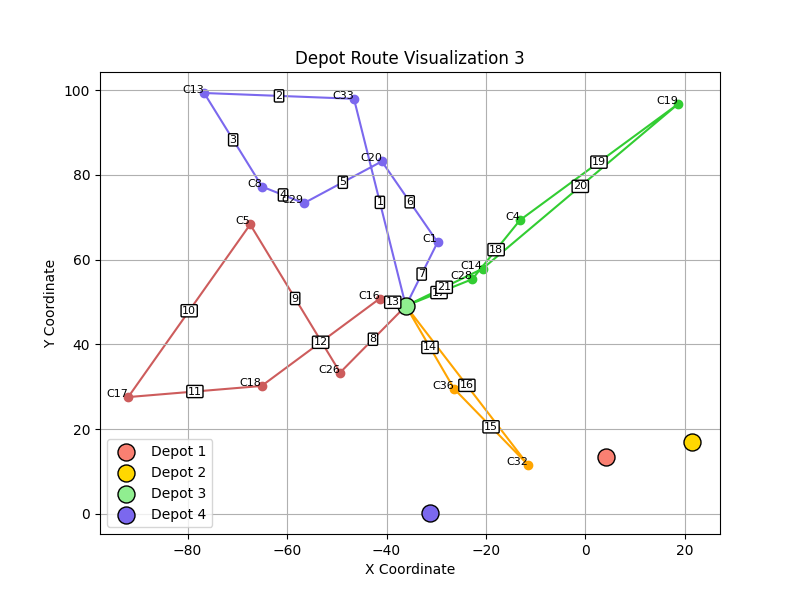 Depot Route Visualization 3
Y Coordinate
100
80
60
40
20
0
C13
2
C33
C19
3
C20
19
20
C8
4
C29
5
1
6
C5
C4
C1
18
7
C14
C28
21
9
C16
13
10
12
8
14
C26
C18
C17
11
C36
16
15
C32
Depot 1
Depot 2
Depot 3
Depot 4
−80
−60
−40
−20
0
20
X Coordinate